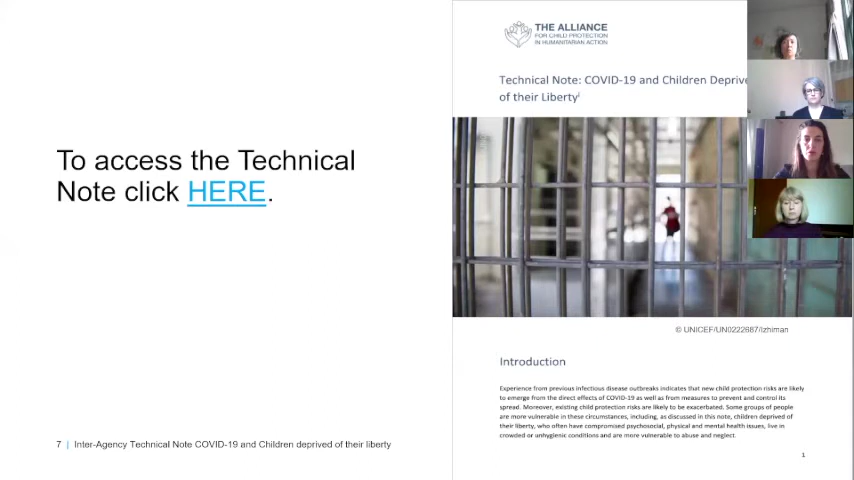 To access the Technical
Note click HERE.
7 | Inter-Agency Technical Note COVID-19 and Children deprived of their liberty
THE ALLIANCE
FOR CHILD PROTECTION
IN HUMANITARIAN ACTION
Technical Note: COVID-19 and Children Deprive
of their Libertyⁱ
© UNICEF/UN0222687/Izhiman
Introduction
Experience from previous infectious disease outbreaks indicates that new child protection risks are likely
to emerge from the direct effects of COVID-19 as well as from measures to prevent and control its
spread. Moreover, existing child protection risks are likely to be exacerbated. Some groups of people
are more vulnerable in these circumstances, including, as discussed in this note, children deprived of
their liberty, who often have compromised psychosocial, physical and mental health issues, live in
crowded or unhygienic conditions and are more vulnerable to abuse and neglect.
1